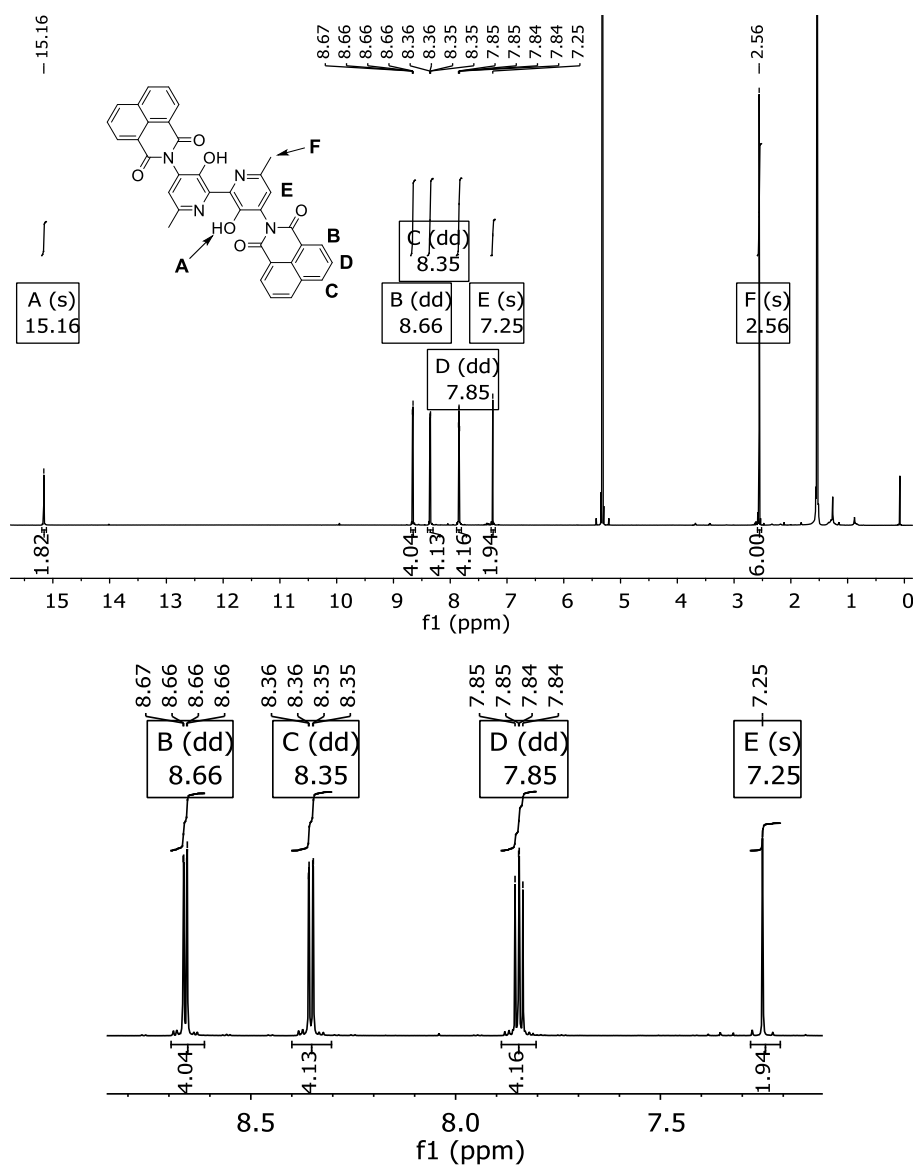 −15.16
8.67
8.66
8.66
8.66
8.36
8.36
8.35
8.35
7.85
7.85
7.84
7.84
7.25
−2.56
O
N
O
OH
N
N
F
E
HO
A
O
N
O
B
D
C
A (s)
15.16
C (dd)
8.35
B (dd)
8.66
E (s)
7.25
D (dd)
7.85
F (s)
2.56
1.82
4.04
4.13
4.16
1.94
6.00
15 14 13 12 11 10 9 8 7 6 5 4 3 2 1 0
f1 (ppm)
8.67
8.66
8.66
8.66
8.36
8.36
8.35
8.35
7.85
7.85
7.84
7.84
7.25
B (dd)
8.66
C (dd)
8.35
D (dd)
7.85
E (s)
7.25
4.04
4.13
4.16
1.94
8.5 8.0 7.5
f1 (ppm)